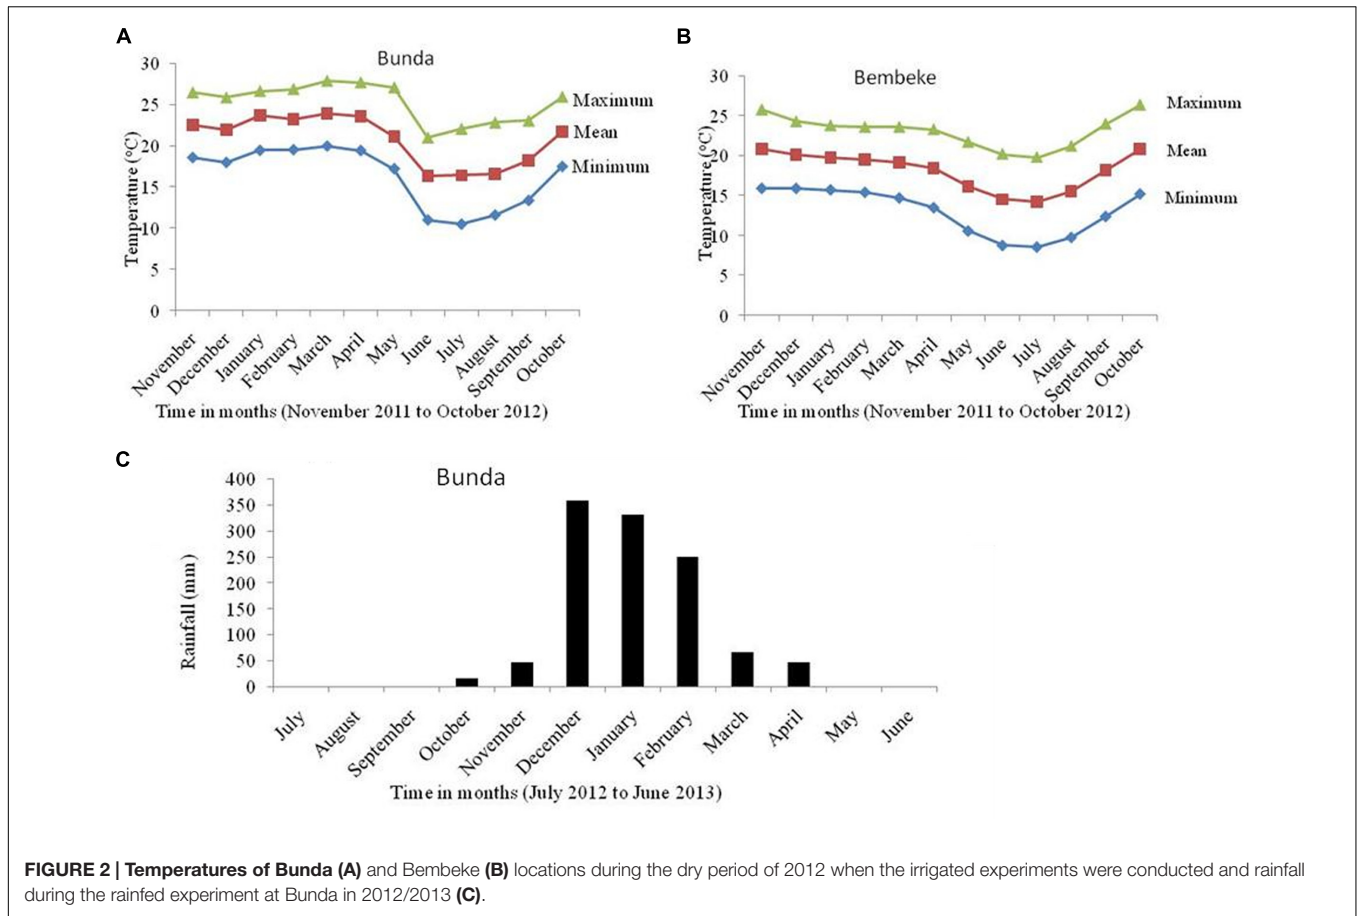 A
Bunda
30
25
20
15
10
5
0
Temperature (°C)
Maximum
Mean
Minimum
November
December
January
February
March
April
May
June
July
August
September
October
Time in months (November 2011 to October 2012)
B
Bembeke
30
25
20
15
10
5
0
Temperature (°C)
Maximum
Mean
Minimum
November
December
January
February
March
April
May
June
July
August
September
October
Time in months (November 2011 to October 2012)
C
Bunda
400
350
300
250
200
150
100
50
0
Rainfall (mm)
July
August
September
October
November
December
January
February
March
April
May
June
Time in months (July 2012 to June 2013)
FIGURE 2 | Temperatures of Bunda (A) and Bembeke (B) locations during the dry period of 2012 when the irrigated experiments were conducted and rainfall
during the rainfed experiment at Bunda in 2012/2013 (C).